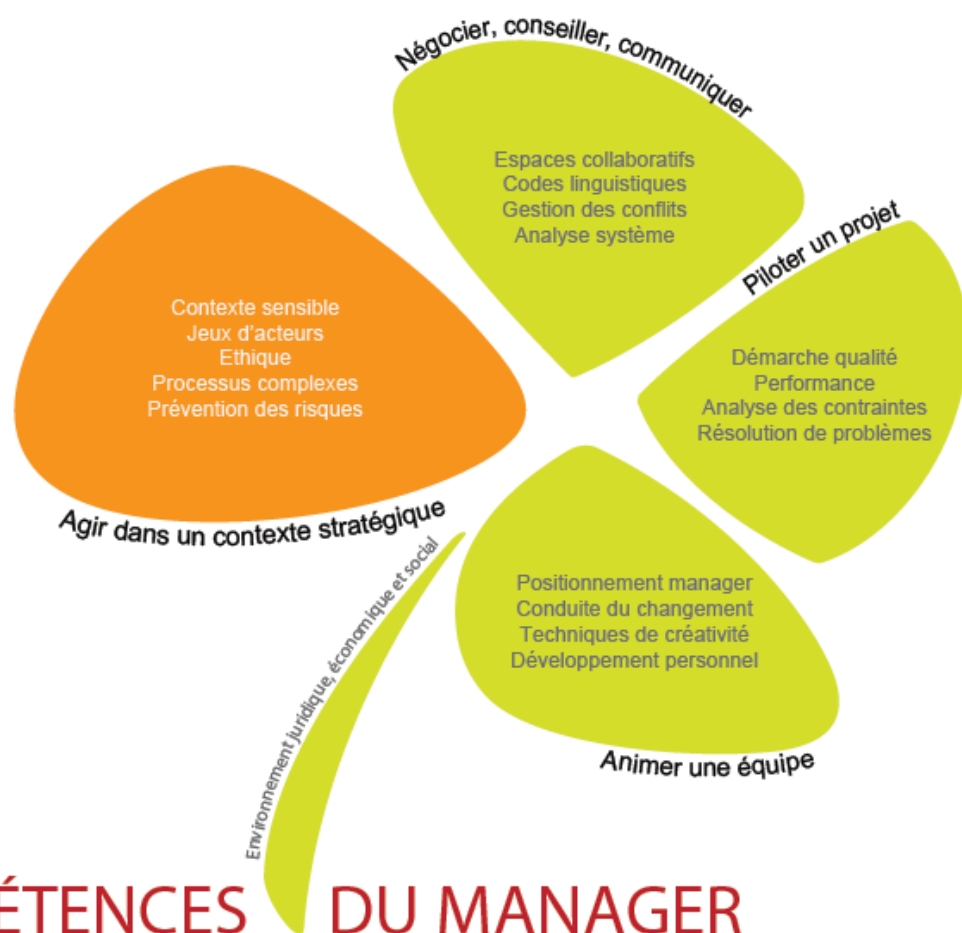 Négocier, conseiller, communiquer
Espaces collaboratifs
Codes linguistiques
Gestion des conflits
Analyse système
Piloter un projet
Démarche qualité
Performance
Analyse des contraintes
Résolution de problèmes
Contexte sensible
Jeux d'acteurs
Ethique
Processus complexes
Prévention des risques
Agir dans un contexte stratégique
Environnement juridique, économique et social
Positionnement manager
Conduite du changement
Techniques de créativité
Développement personnel
Animer une équipe
ÉTENCES DU MANAGER